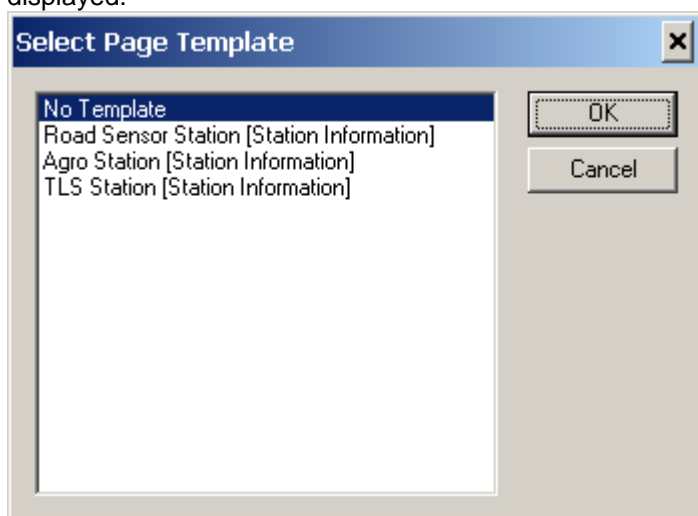 displayed.
Select Page Template
No Template
Road Sensor Station [Station Information]
Agro Station [Station Information]
TLS Station [Station Information]
OK
Cancel